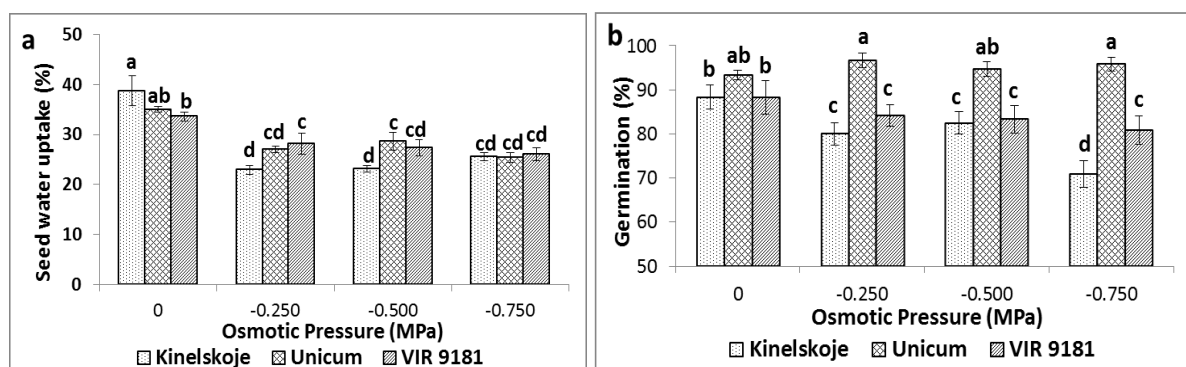 a
Seed water uptake (%)
50
40
30
20
10
0
a
ab
b
d
cd
c
d
c
cd
cd
cd
cd
0
-0.250
-0.500
-0.750
Osmotic Pressure (MPa)
Kinelskoje Unicum VIR 9181
b
Germination (%)
100
90
80
70
60
50
b
ab
b
c
a
c
c
ab
c
d
a
c
0
-0.250
-0.500
-0.750
Osmotic Pressure (MPa)
Kinelskoje Unicum VIR 9181